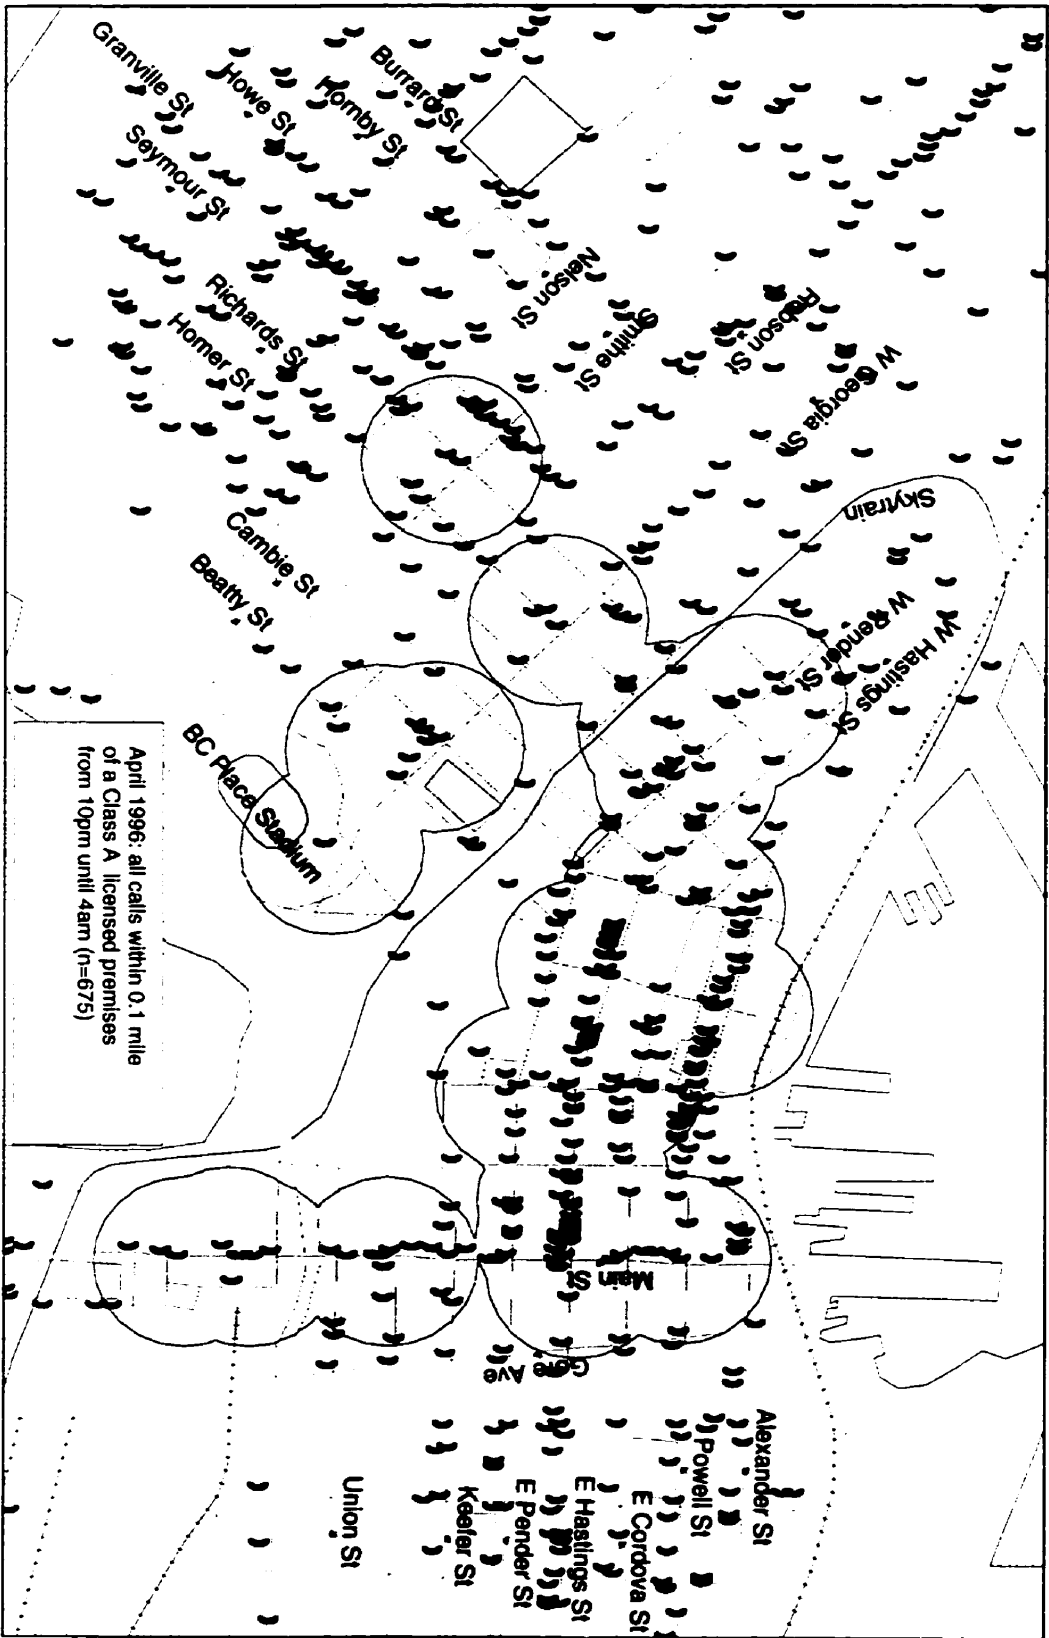 Granville St
Howe St
Hornby St
Burrard St
Seymour St
Richards St
Homer St
Nelson St
Smithe St
Robson St
W Georgia St
Skytrain
Cambie St
Beatty St
W Pender St
W Hastings St
BC Place Stadium
Main St
Gore Ave
Alexander St
Powell St
E Cordova St
E Hastings St
E Pender St
Keefer St
Union St
April 1996: all calls within 0.1 mile
of a Class A licensed premises
from 10pm until 4am (n=675)